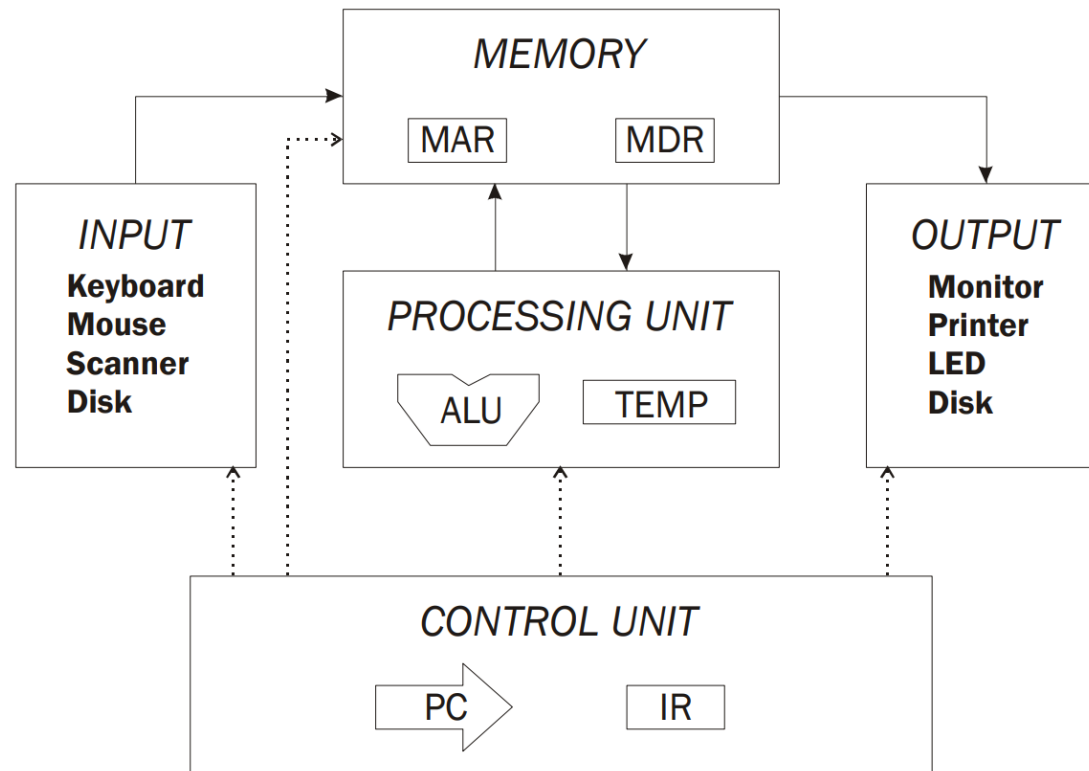 MEMORY
MAR
MDR
INPUT
Keyboard
Mouse
Scanner
Disk
PROCESSING UNIT
ALU
TEMP
OUTPUT
Monitor
Printer
LED
Disk
CONTROL UNIT
PC
IR